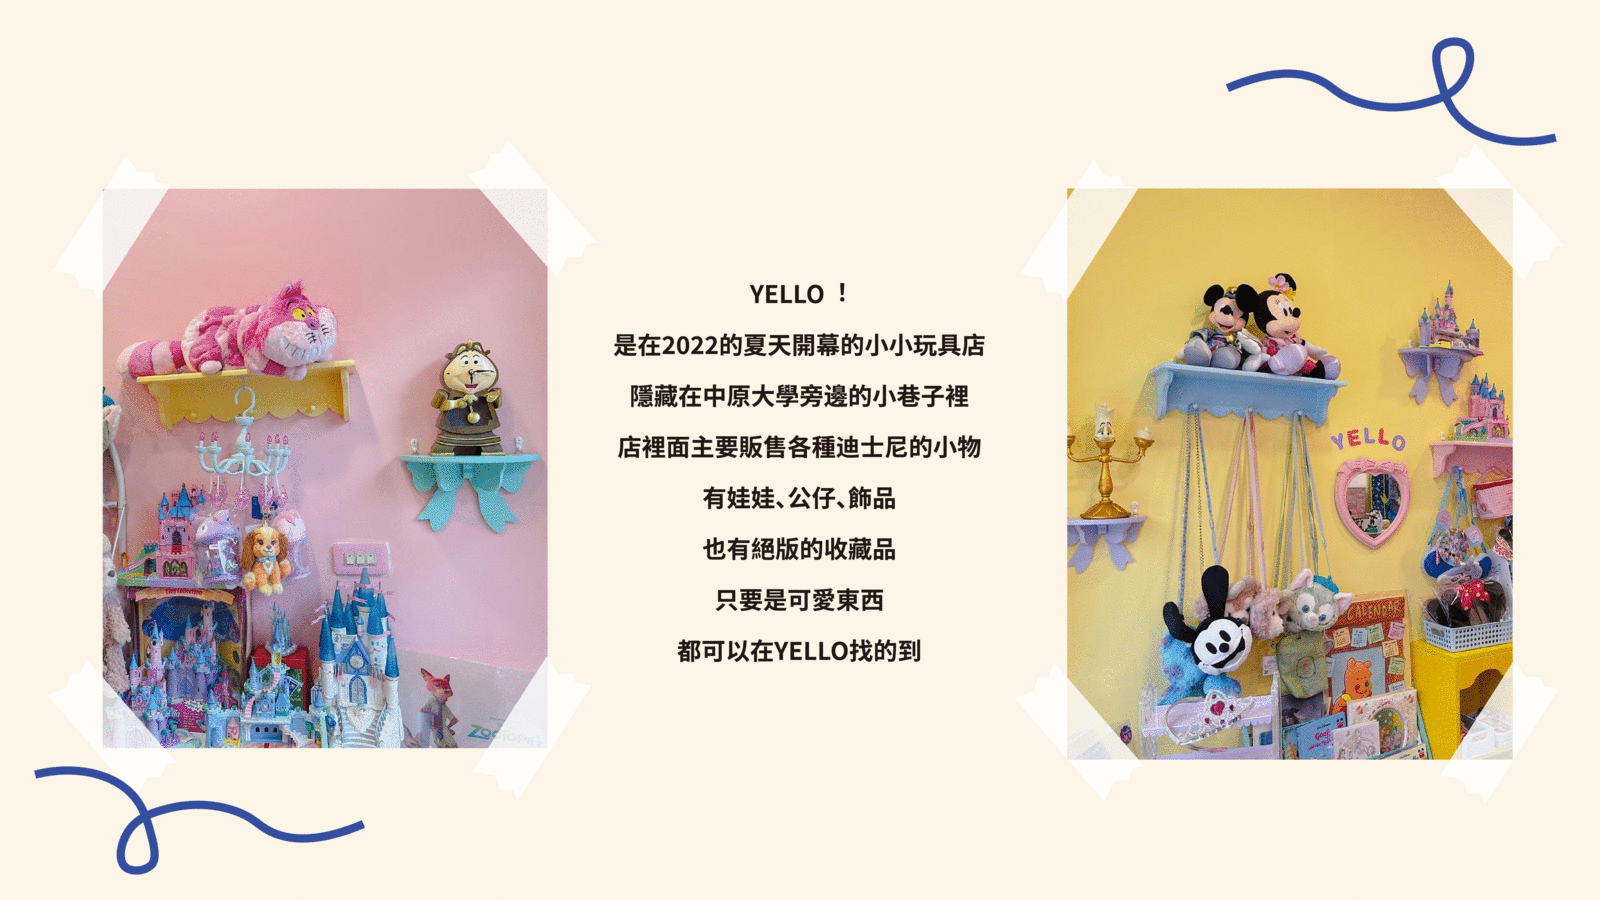 YELLO !
是在2022的夏天開幕的小小玩具店
隱藏在中原大學旁邊的小巷子裡
店裡面主要販售各種迪士尼的小物
有娃娃、公仔、飾品
也有絕版的收藏品
只要是可愛東西
都可以在YELLO找的到
ZOOTOPIA
YELLO
CALENDAR